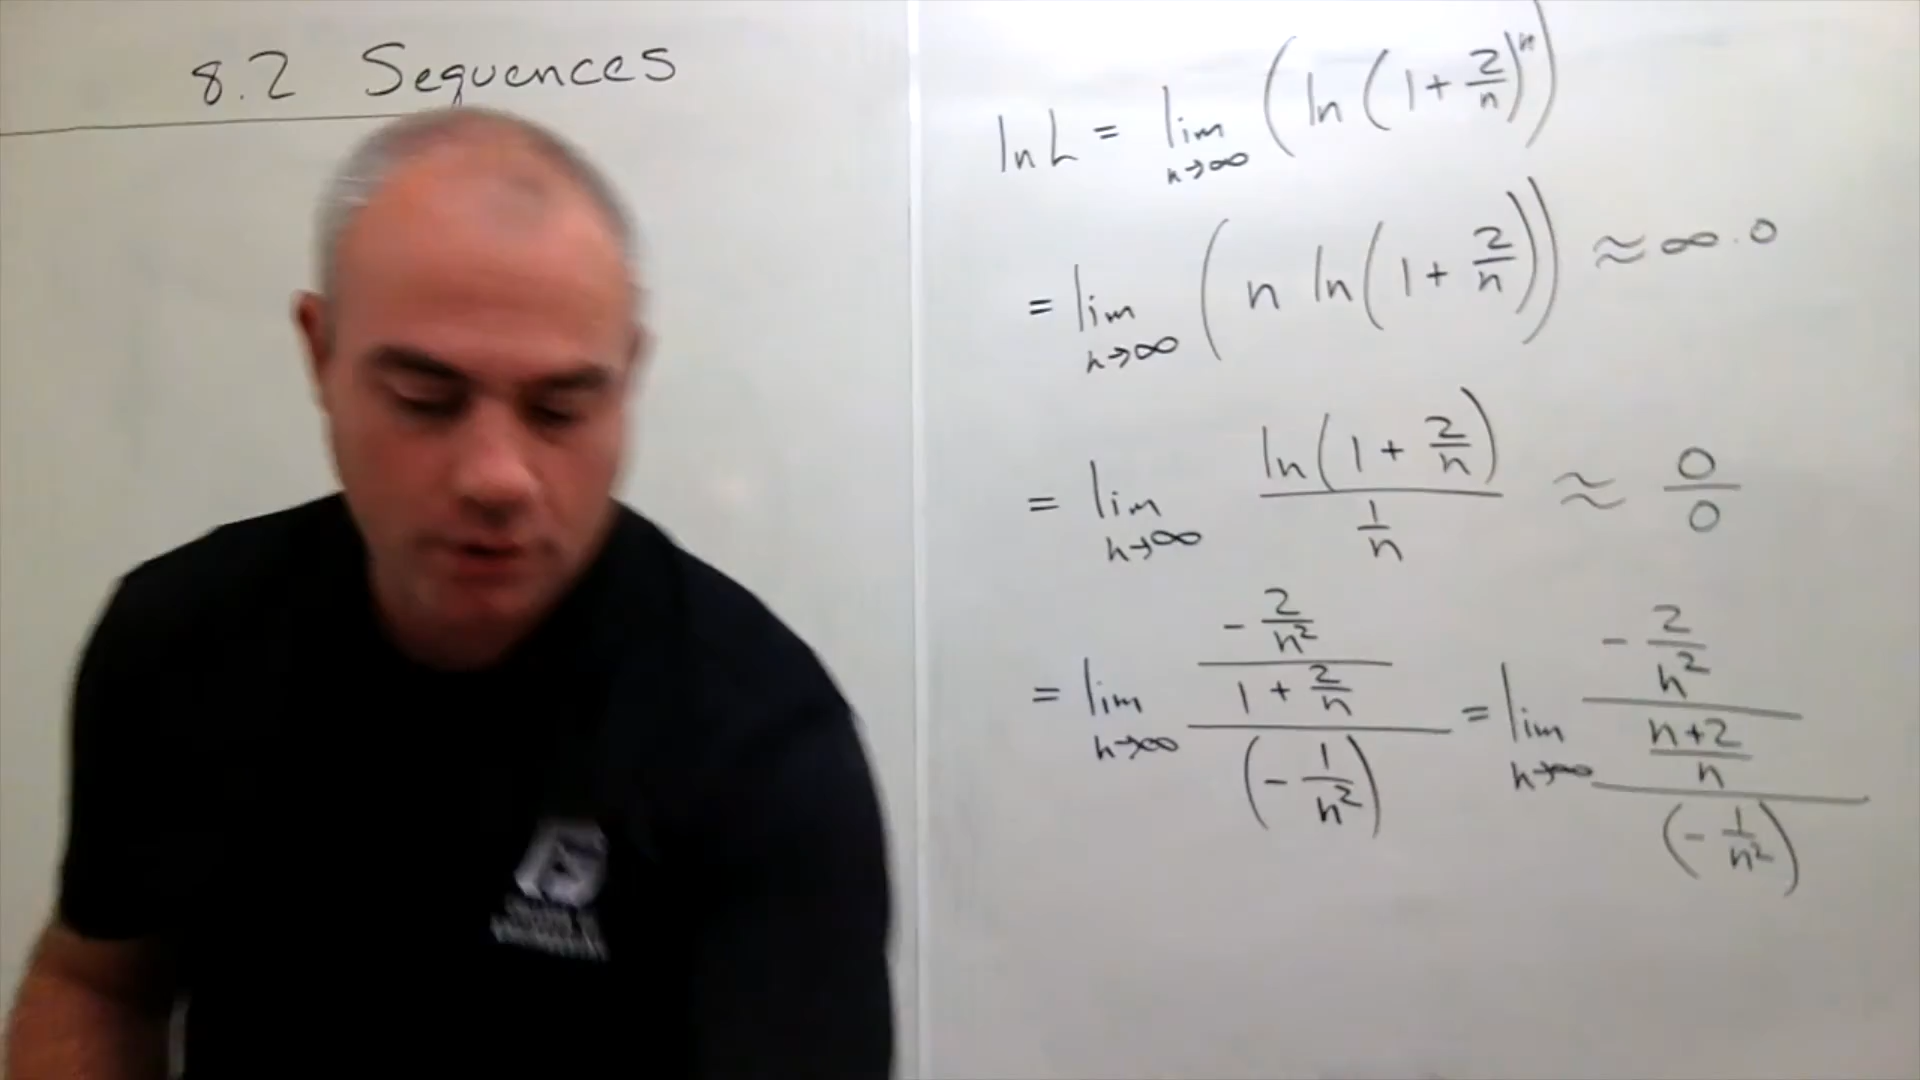 8.2 Sequences
ln L = lim n→∞ (ln(1 + 2/n)^n)
= lim n→∞ (n ln(1 + 2/n)) ≈ ∞·0
= lim n→∞ ln(1 + 2/n) / (1/n) ≈ 0/0
= lim n→∞ ((-2/n²) / (1 + 2/n)) / (-1/n²) = lim n→∞ ((-2/n²) / ((n+2)/n)) / (-1/n²)